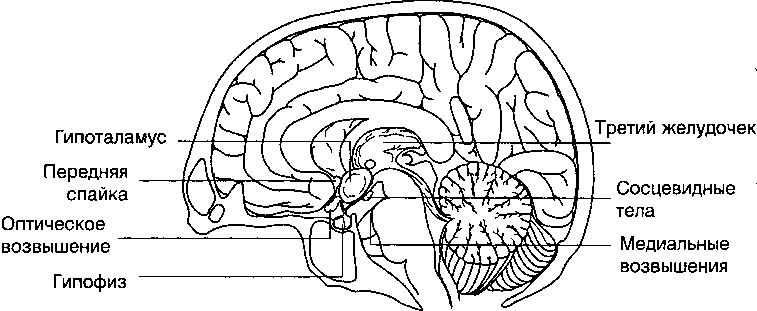 Гипоталамус
Передняя
спайка
Оптическое
возвышение
Гипофиз
Третий желудочек
Сосцевидные
тела
Медиальные
возвышения